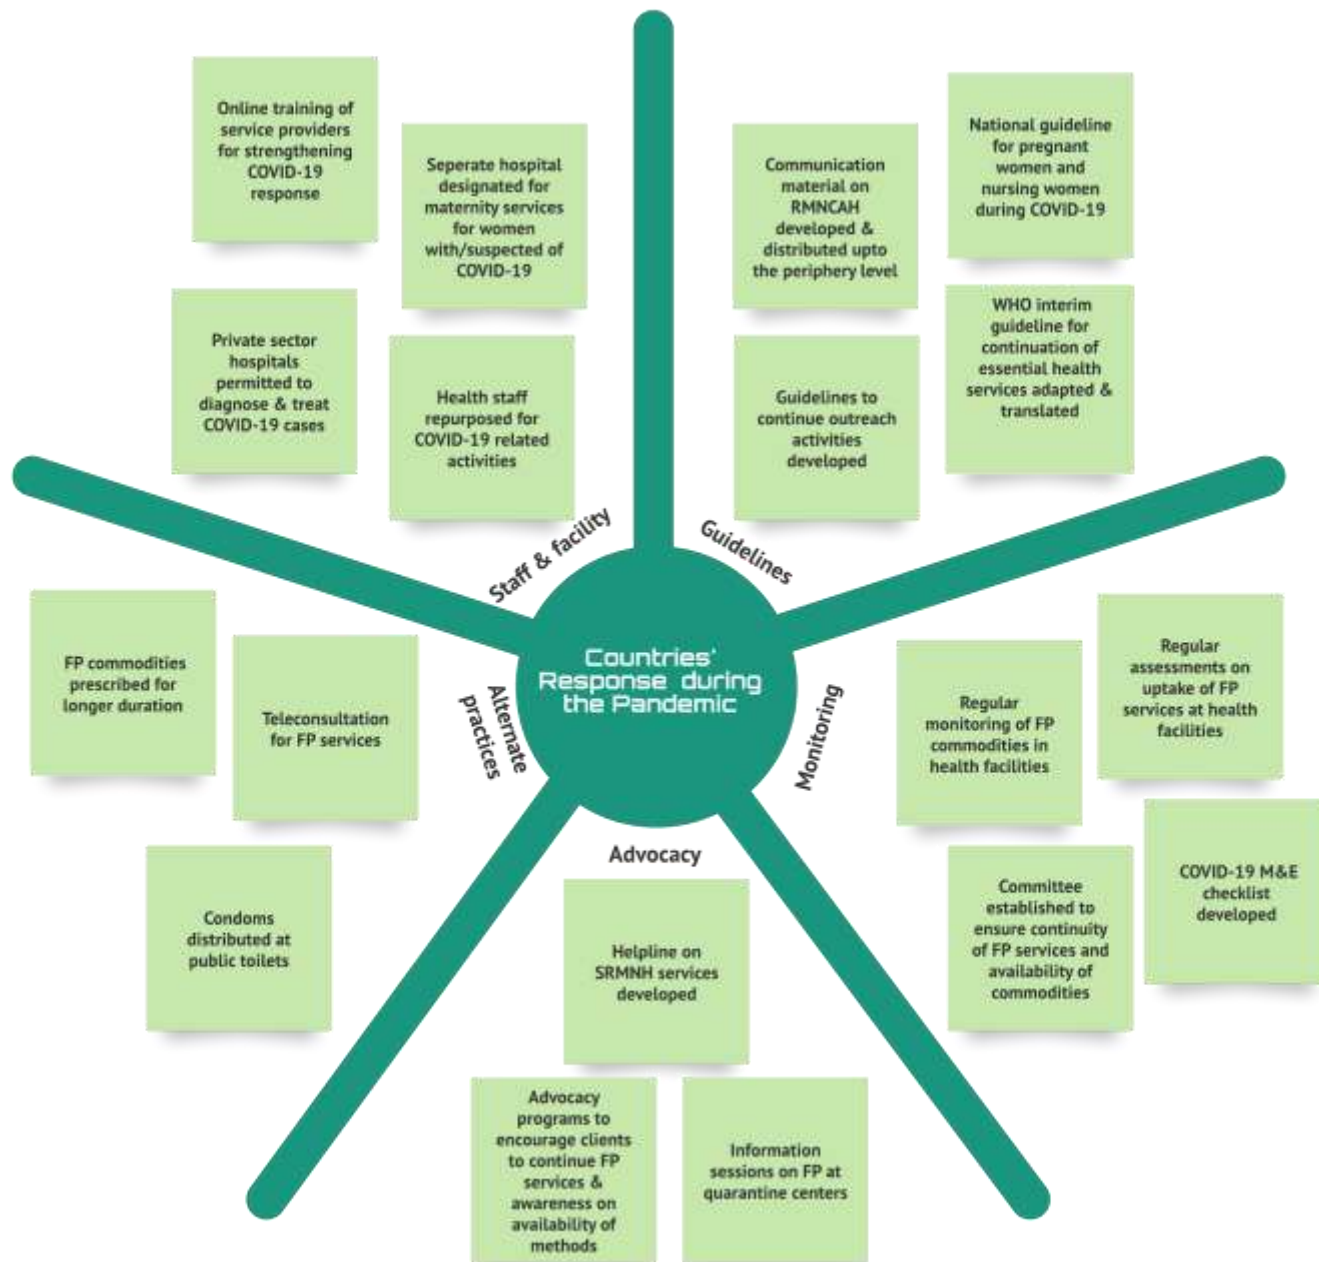 Online training of
service providers
for strengthening
COVID-19
response
Seperate hospital
designated for
maternity services
for women
with/suspected of
COVID-19
Private sector
hospitals
permitted to
diagnose & treat
COVID-19 cases
Health staff
repurposed for
COVID-19 related
activities
Staff & facility
Communication
material on
RMNCAH
developed &
distributed upto
the periphery level
National guideline
for pregnant
women and
nursing women
during COVID-19
Guidelines to
continue outreach
activities
developed
WHO interim
guideline for
continuation of
essential health
services adapted &
translated
Guidelines
Countries'
Response during
the Pandemic
FP commodities
prescribed for
longer duration
Teleconsultation
for FP services
Condoms
distributed at
public toilets
Alternate
practices
Monitoring
Regular
monitoring of FP
commodities in
health facilities
Regular
assessments on
uptake of FP
services at health
facilities
Committee
established to
ensure continuity
of FP services and
availability of
commodities
COVID-19 M&E
checklist
developed
Advocacy
Helpline on
SRMNH services
developed
Advocacy
programs to
encourage clients
to continue FP
services &
awareness on
availability of
methods
Information
sessions on FP at
quarantine centers